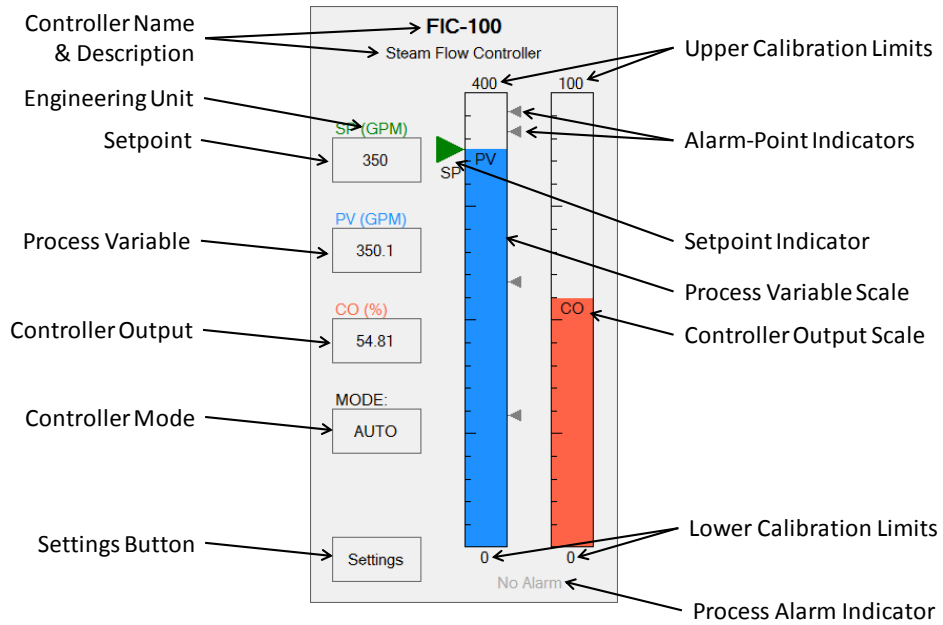 Controller Name
& Description
Engineering Unit
Setpoint
Process Variable
Controller Output
Controller Mode
Settings Button
FIC-100
Steam Flow Controller
SP (GPM)
350
PV (GPM)
350.1
CO (%)
54.81
MODE:
AUTO
Settings
SP
400
PV
0
100
CO
0
No Alarm
Upper Calibration Limits
Alarm-Point Indicators
Setpoint Indicator
Process Variable Scale
Controller Output Scale
Lower Calibration Limits
Process Alarm Indicator